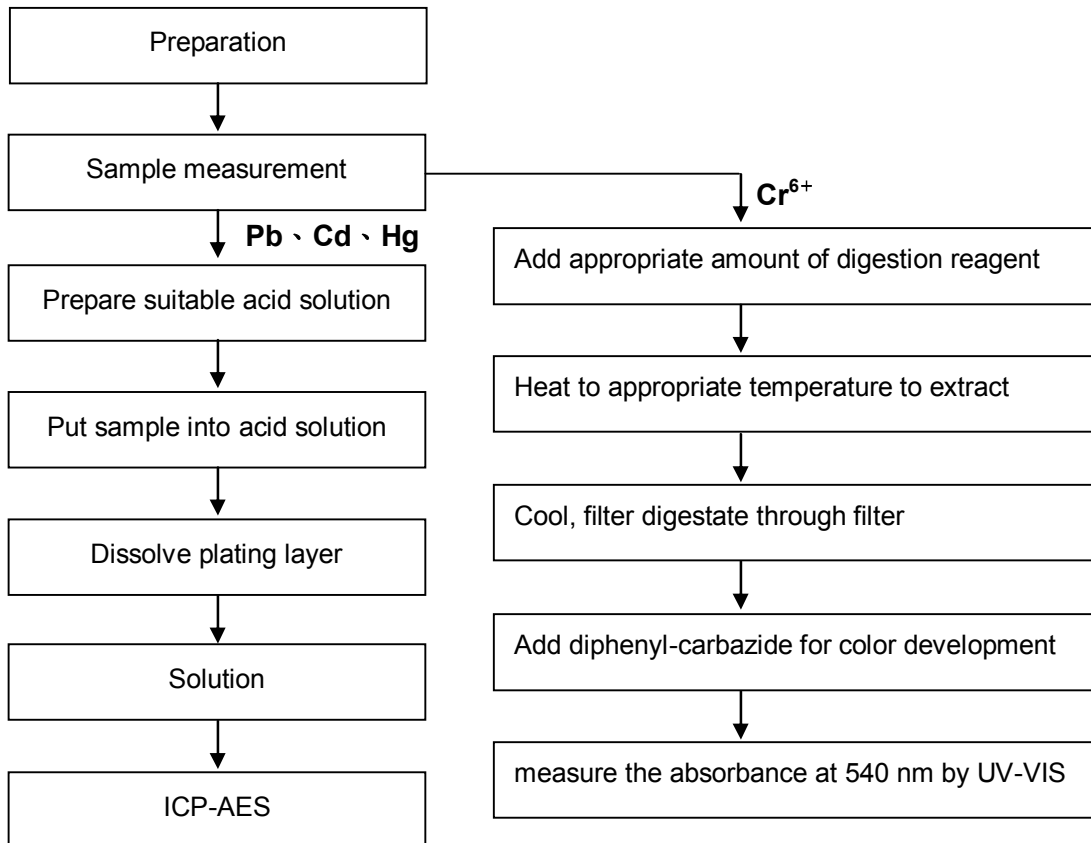 Preparation
Sample measurement
Pb、Cd、Hg
Prepare suitable acid solution
Put sample into acid solution
Dissolve plating layer
Solution
ICP-AES
Cr⁶⁺
Add appropriate amount of digestion reagent
Heat to appropriate temperature to extract
Cool, filter digestate through filter
Add diphenyl-carbazide for color development
measure the absorbance at 540 nm by UV-VIS